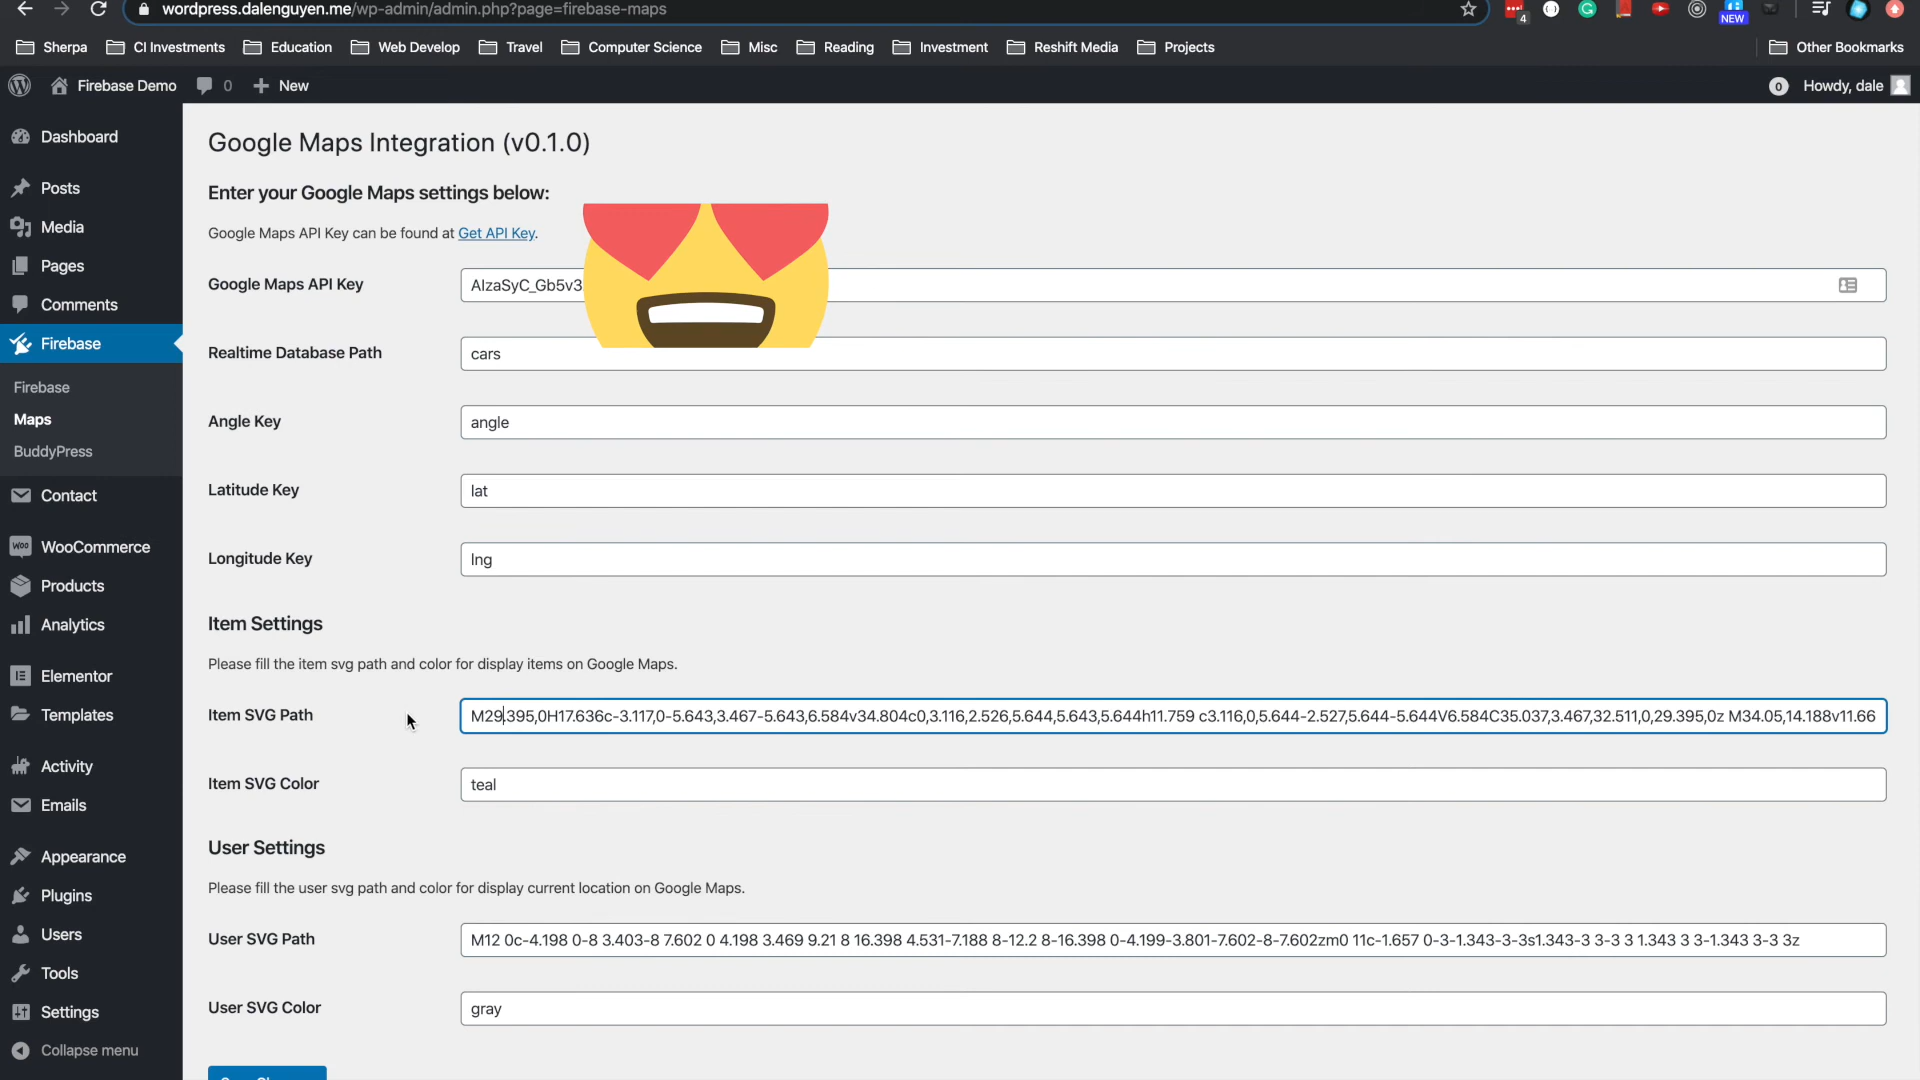 wordpress.dalenguyen.me/wp-admin/admin.php?page=firebase-maps
4
NEW
Sherpa CI Investments Education Web Develop Travel Computer Science Misc Reading Investment Reshift Media Projects Other Bookmarks
Firebase Demo 0 New 0 Howdy, dale
Dashboard
Posts
Media
Pages
Comments
Firebase
Firebase
Maps
BuddyPress
Contact
WooCommerce
Products
Analytics
Elementor
Templates
Activity
Emails
Appearance
Plugins
Users
Tools
Settings
Collapse menu
Google Maps Integration (v0.1.0)
Enter your Google Maps settings below:
Google Maps API Key can be found at Get API Key.
Google Maps API Key AIzaSyC_Gb5v3
Realtime Database Path cars
Angle Key angle
Latitude Key lat
Longitude Key lng
Item Settings
Please fill the item svg path and color for display items on Google Maps.
Item SVG Path M29.395,0H17.636c-3.117,0-5.643,3.467-5.643,6.584v34.804c0,3.116,2.526,5.644,5.643,5.644h11.759 c3.116,0,5.644-2.527,5.644-5.644V6.584C35.037,3.467,32.511,0,29.395,0z M34.05,14.188v11.66
Item SVG Color teal
User Settings
Please fill the user svg path and color for display current location on Google Maps.
User SVG Path M12 0c-4.198 0-8 3.403-8 7.602 0 4.198 3.469 9.21 8 16.398 4.531-7.188 8-12.2 8-16.398 0-4.199-3.801-7.602-8-7.602zm0 11c-1.657 0-3-1.343-3-3s1.343-3 3-3 3 1.343 3 3-1.343 3-3 3z
User SVG Color gray